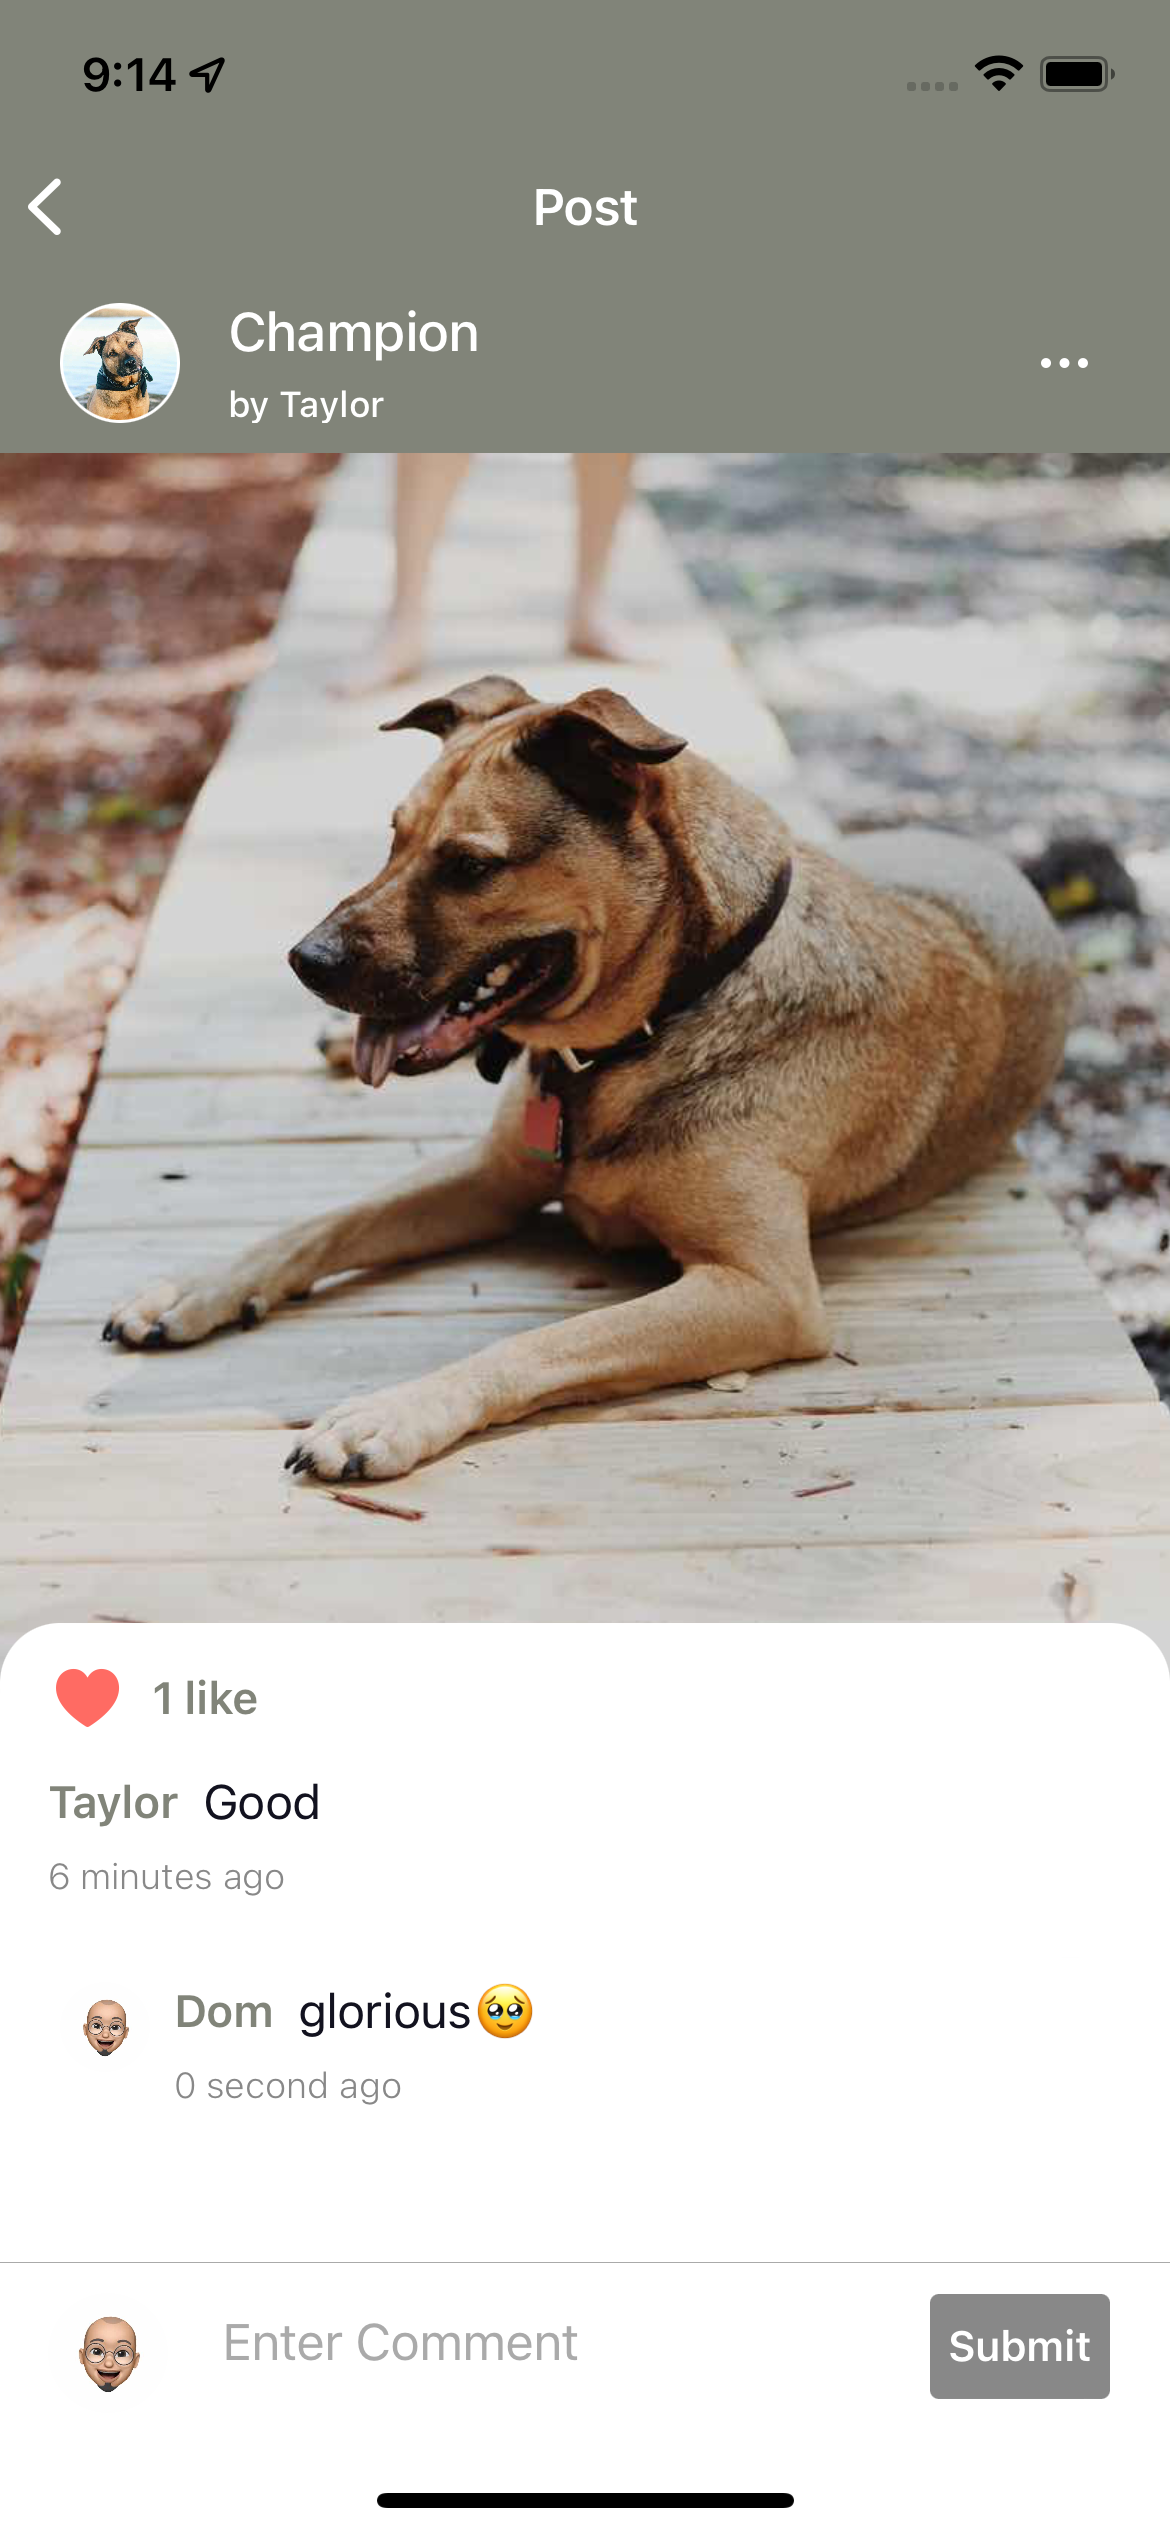 9:14
Post
Champion
by Taylor
1 like
Taylor Good
6 minutes ago
Dom glorious🥹
0 second ago
Enter Comment
Submit